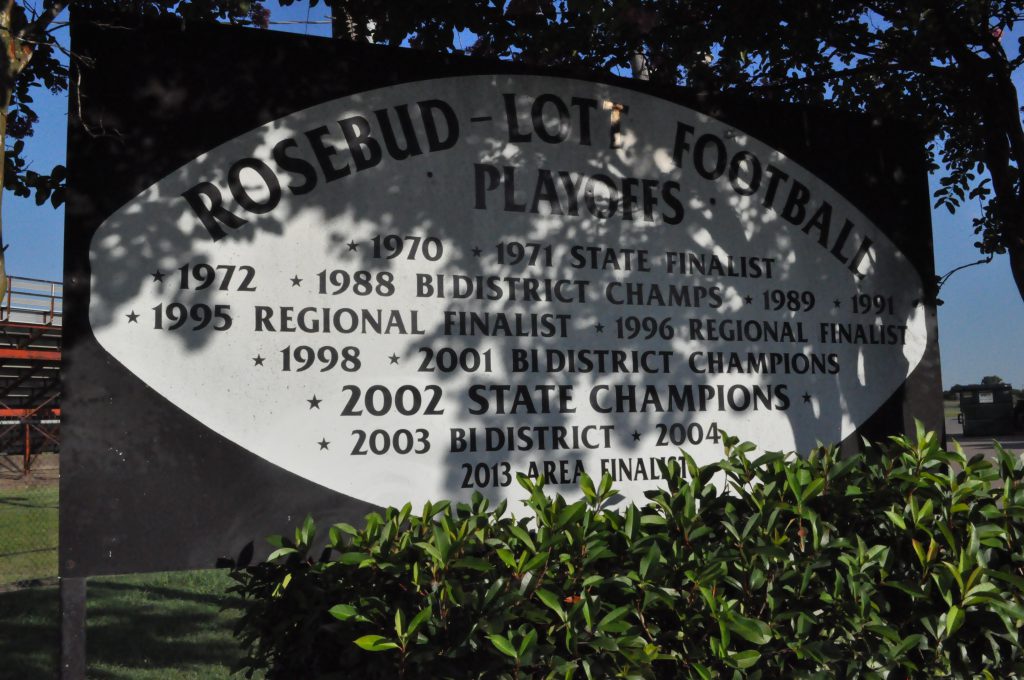 ROSEBUD - LOTT FOOTBALL
PLAYOFFS
★ 1970 ★ 1971 STATE FINALIST
★ 1972 ★ 1988 BI DISTRICT CHAMPS ★ 1989 ★ 1991
★ 1995 REGIONAL FINALIST ★ 1996 REGIONAL FINALIST
★ 1998 ★ 2001 BI DISTRICT CHAMPIONS
★ 2002 STATE CHAMPIONS ★
★ 2003 BI DISTRICT ★ 2004
2013 AREA FINALIST